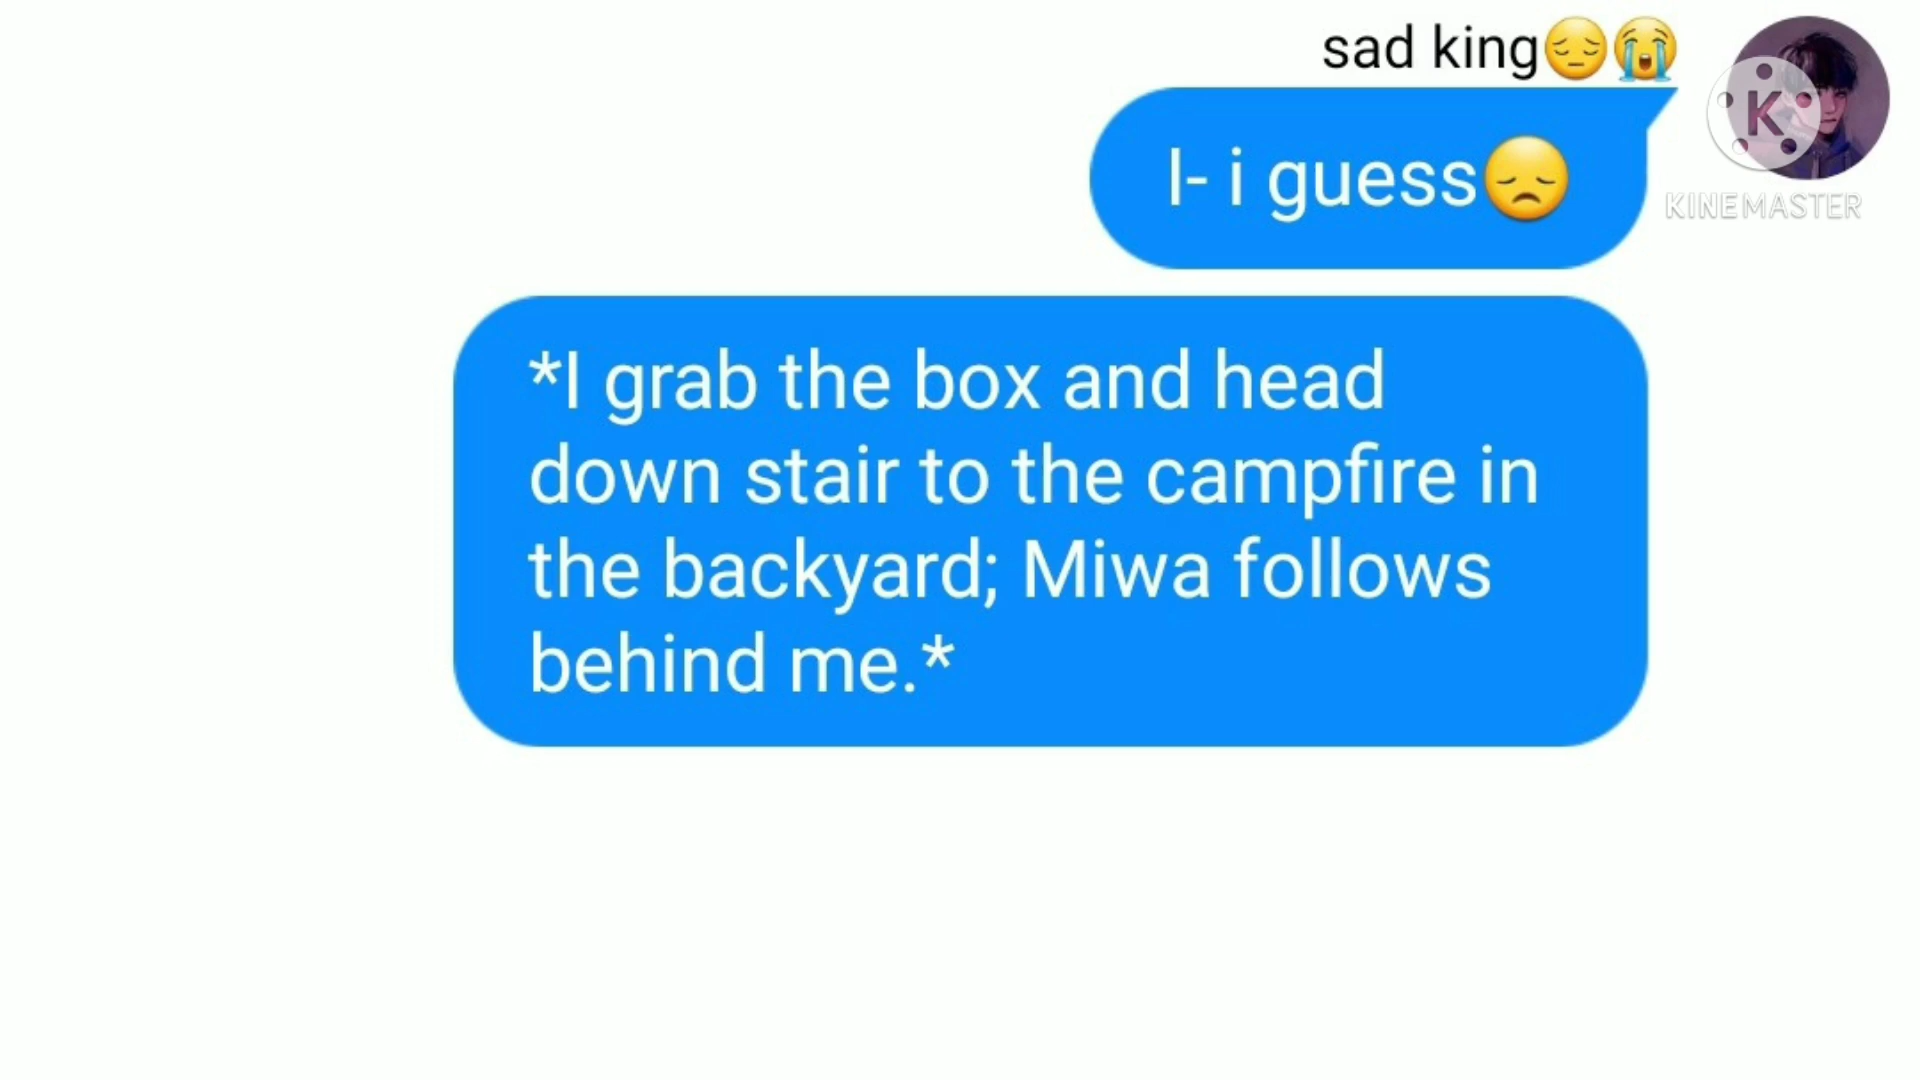 sad king😔😭
I- i guess😞
*I grab the box and head
down stair to the campfire in
the backyard; Miwa follows
behind me.*
K
KINEMASTER